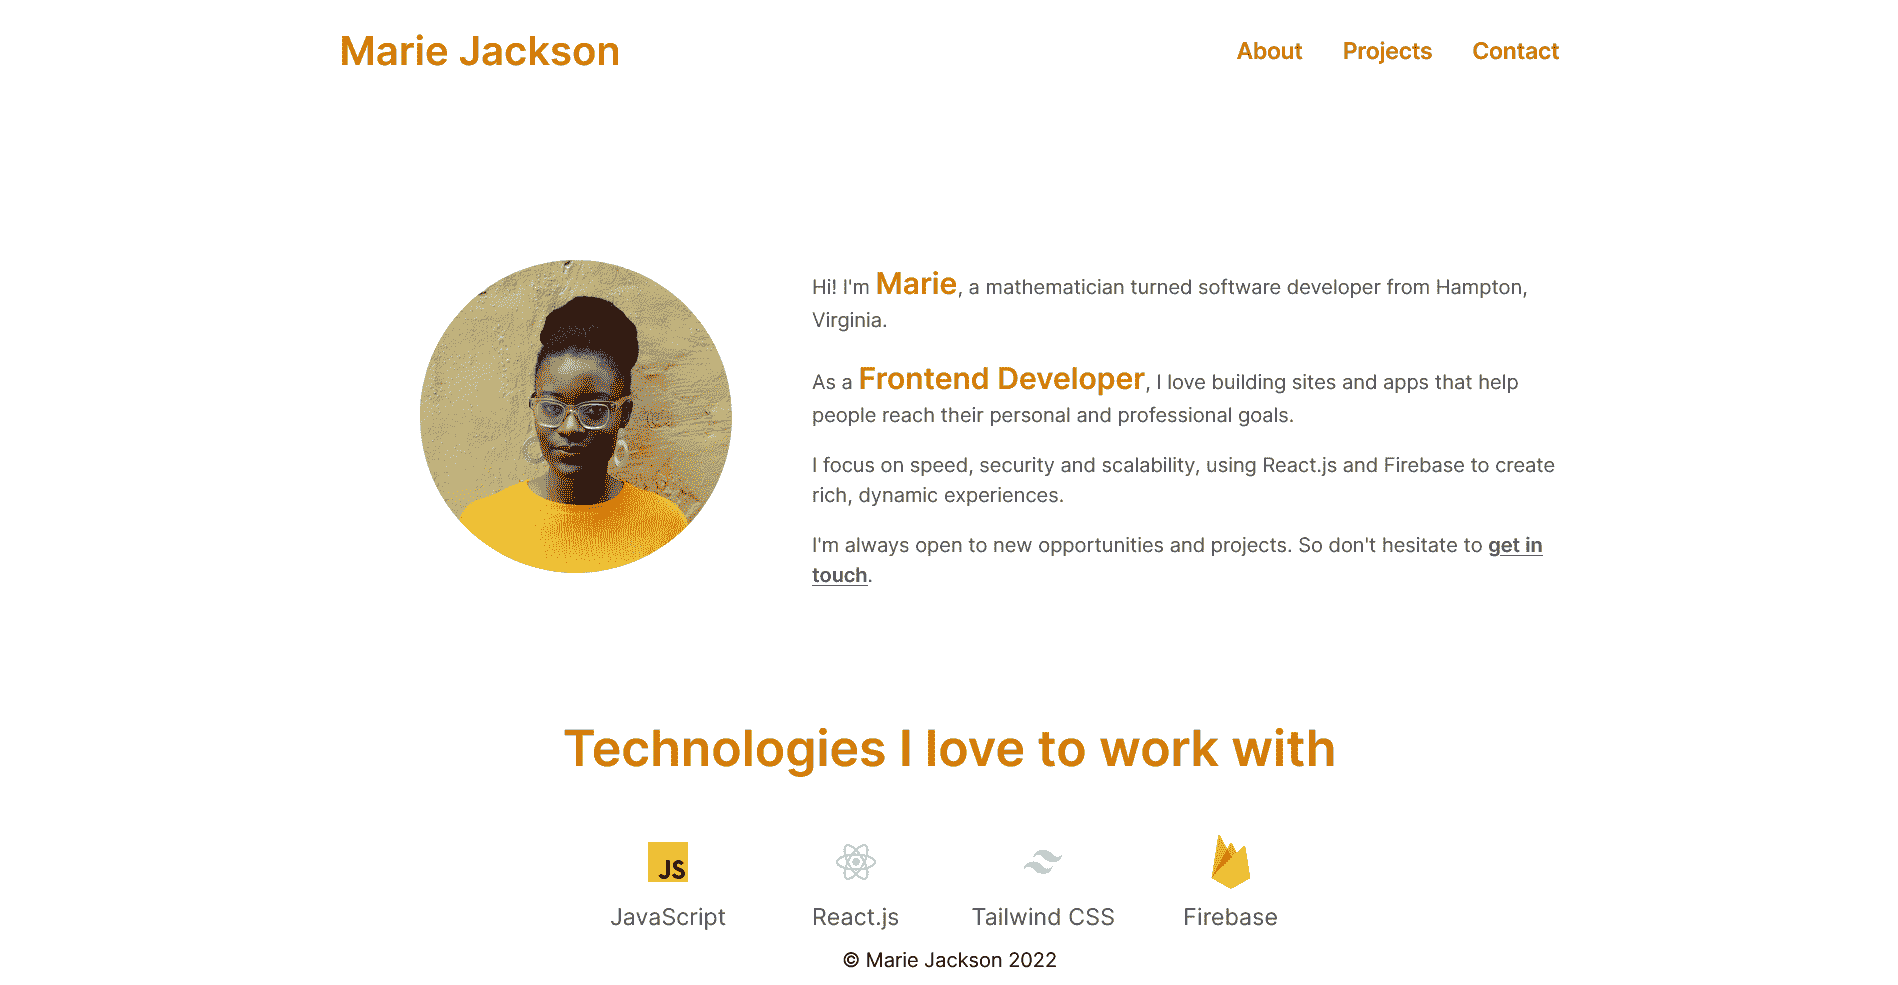 Marie Jackson
About Projects Contact
Hi! I'm Marie, a mathematician turned software developer from Hampton,
Virginia.
As a Frontend Developer, I love building sites and apps that help
people reach their personal and professional goals.
I focus on speed, security and scalability, using React.js and Firebase to create
rich, dynamic experiences.
I'm always open to new opportunities and projects. So don't hesitate to get in
touch.
Technologies I love to work with
JS
JavaScript React.js Tailwind CSS Firebase
© Marie Jackson 2022